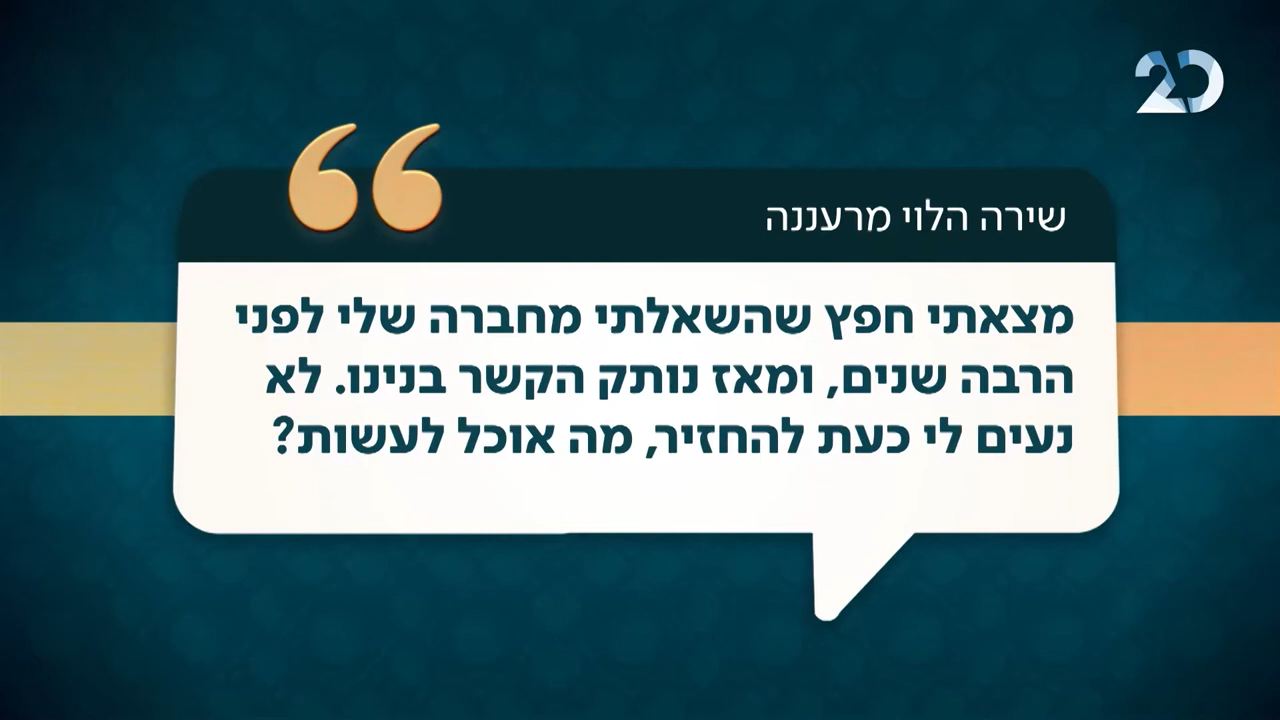 20
שירה הלוי מרעננה
מצאתי חפץ שהשאלתי מחברה שלי לפני
הרבה שנים, ומאז נותק הקשר בנינו. לא
נעים לי כעת להחזיר, מה אוכל לעשות?